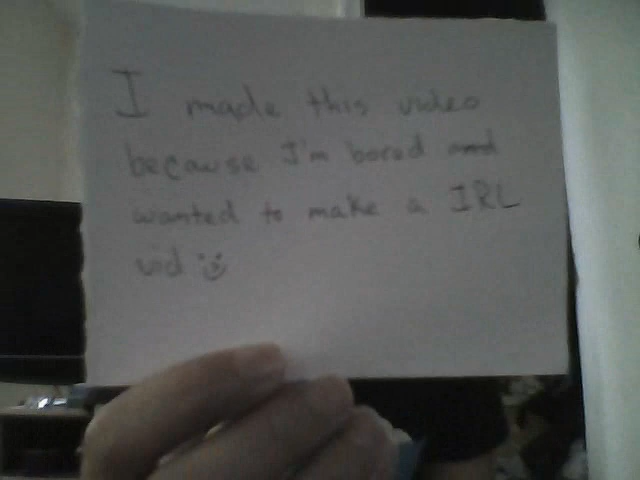 I made this video
because I'm bored and
wanted to make a IRL
vid :)